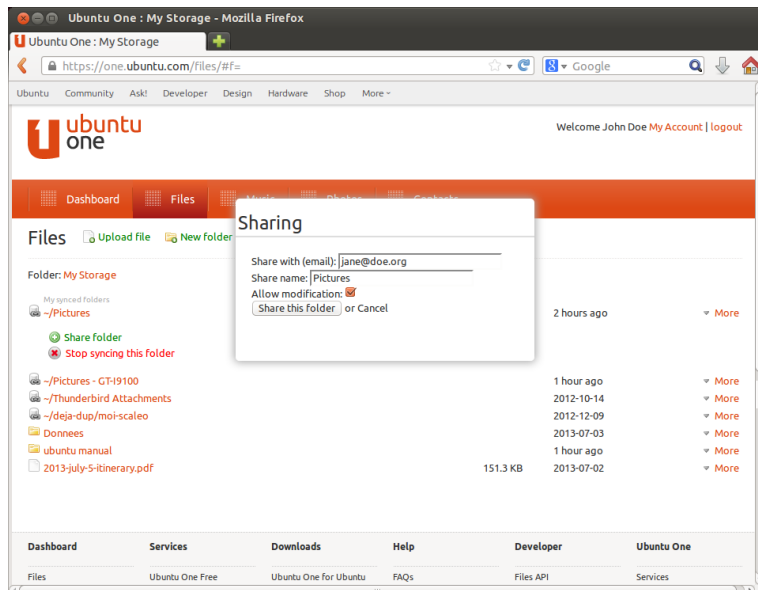 Ubuntu One : My Storage - Mozilla Firefox
Ubuntu One : My Storage
https://one.ubuntu.com/files/#f=
Google
Ubuntu Community Ask! Developer Design Hardware Shop More
ubuntu
one
Welcome John Doe My Account | logout
Dashboard Files Music Photos Contacts
Files Upload file New folder
Sharing
Folder: My Storage
Share with (email): jane@doe.org
Share name: Pictures
Allow modification:
Share this folder or Cancel
My synced folders
~/Pictures 2 hours ago More
Share folder
Stop syncing this folder
~/Pictures - GT-I9100 1 hour ago More
~/Thunderbird Attachments 2012-10-14 More
~/deja-dup/moi-scaleo 2012-12-09 More
Donnees 2013-07-03 More
ubuntu manual 1 hour ago More
2013-july-5-itinerary.pdf 151.3 KB 2013-07-02 More
Dashboard Services Downloads Help Developer Ubuntu One
Files Ubuntu One Free Ubuntu One for Ubuntu FAQs Files API Services